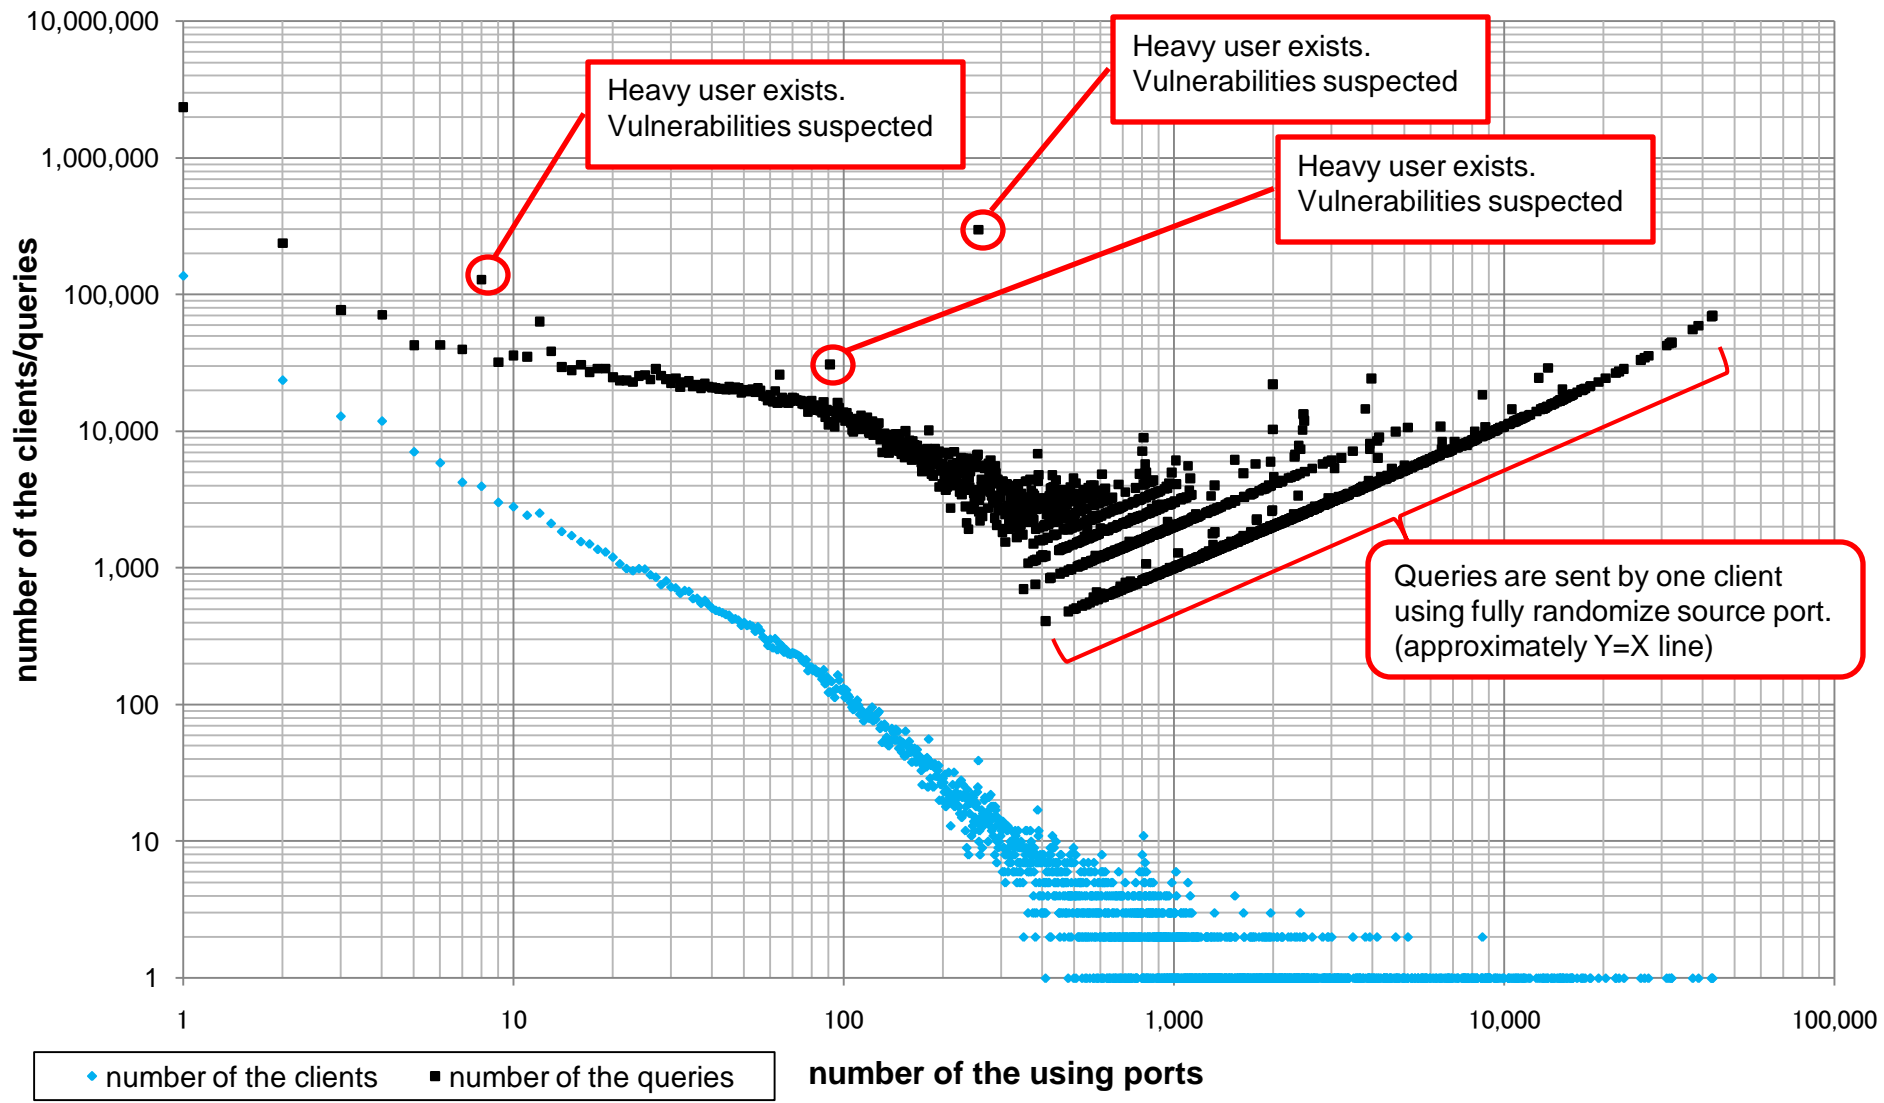 10,000,000
1,000,000
100,000
10,000
1,000
100
10
1
number of the clients/queries
Heavy user exists.
Vulnerabilities suspected
Heavy user exists.
Vulnerabilities suspected
Heavy user exists.
Vulnerabilities suspected
Queries are sent by one client
using fully randomize source port.
(approximately Y=X line)
1
10
100
1,000
10,000
100,000
number of the clients
number of the queries
number of the using ports